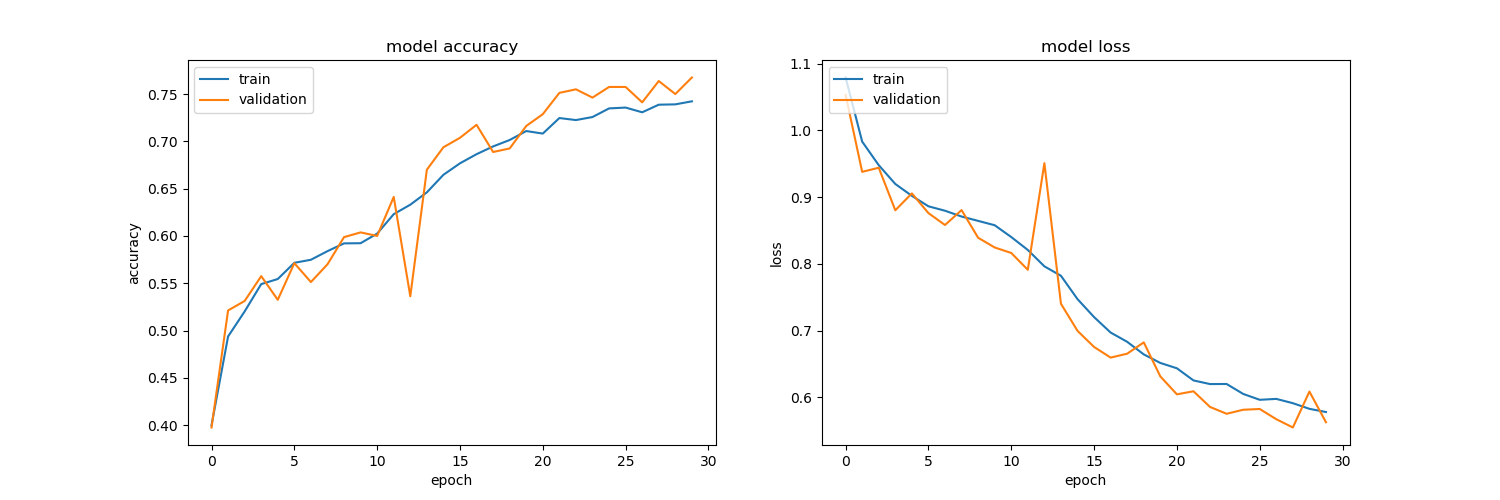 model accuracy
train
validation
0.75
0.70
0.65
0.60
0.55
0.50
0.45
0.40
accuracy
0 5 10 15 20 25 30
epoch
model loss
train
validation
1.1
1.0
0.9
0.8
0.7
0.6
loss
0 5 10 15 20 25 30
epoch